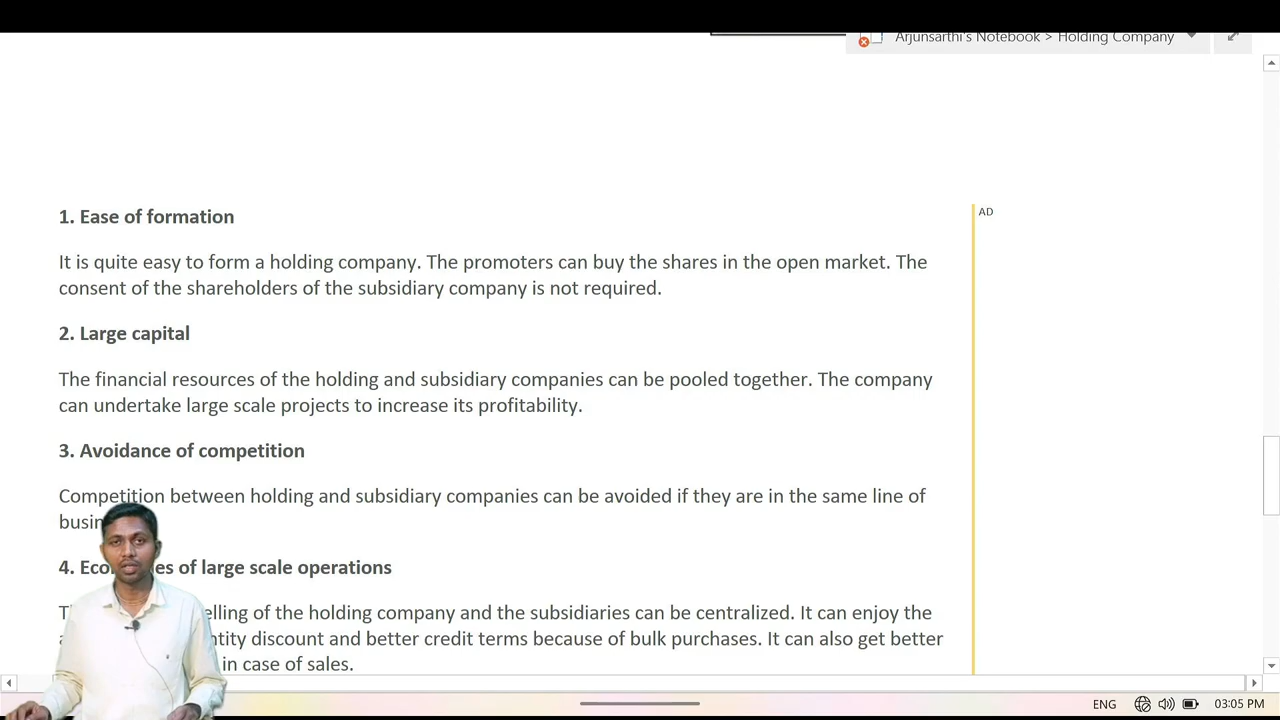 Arjunsarthi's Notebook > Holding Company
1. Ease of formation
AD
It is quite easy to form a holding company. The promoters can buy the shares in the open market. The
consent of the shareholders of the subsidiary company is not required.
2. Large capital
The financial resources of the holding and subsidiary companies can be pooled together. The company
can undertake large scale projects to increase its profitability.
3. Avoidance of competition
Competition between holding and subsidiary companies can be avoided if they are in the same line of
4. of large scale operations
of the holding company and the subsidiaries can be centralized. It can enjoy the
discount and better credit terms because of bulk purchases. It can also get better
in case of sales.
ENG 03:05 PM